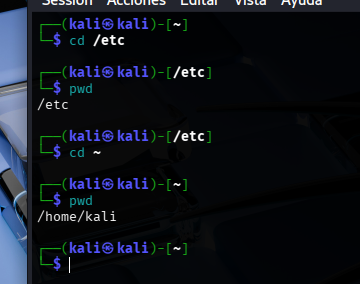 Session Acciones Editar Vista Ayuda
┌──(kali㉿kali)-[~]
└─$ cd /etc
┌──(kali㉿kali)-[/etc]
└─$ pwd
/etc
┌──(kali㉿kali)-[/etc]
└─$ cd ~
┌──(kali㉿kali)-[~]
└─$ pwd
/home/kali
┌──(kali㉿kali)-[~]
└─$